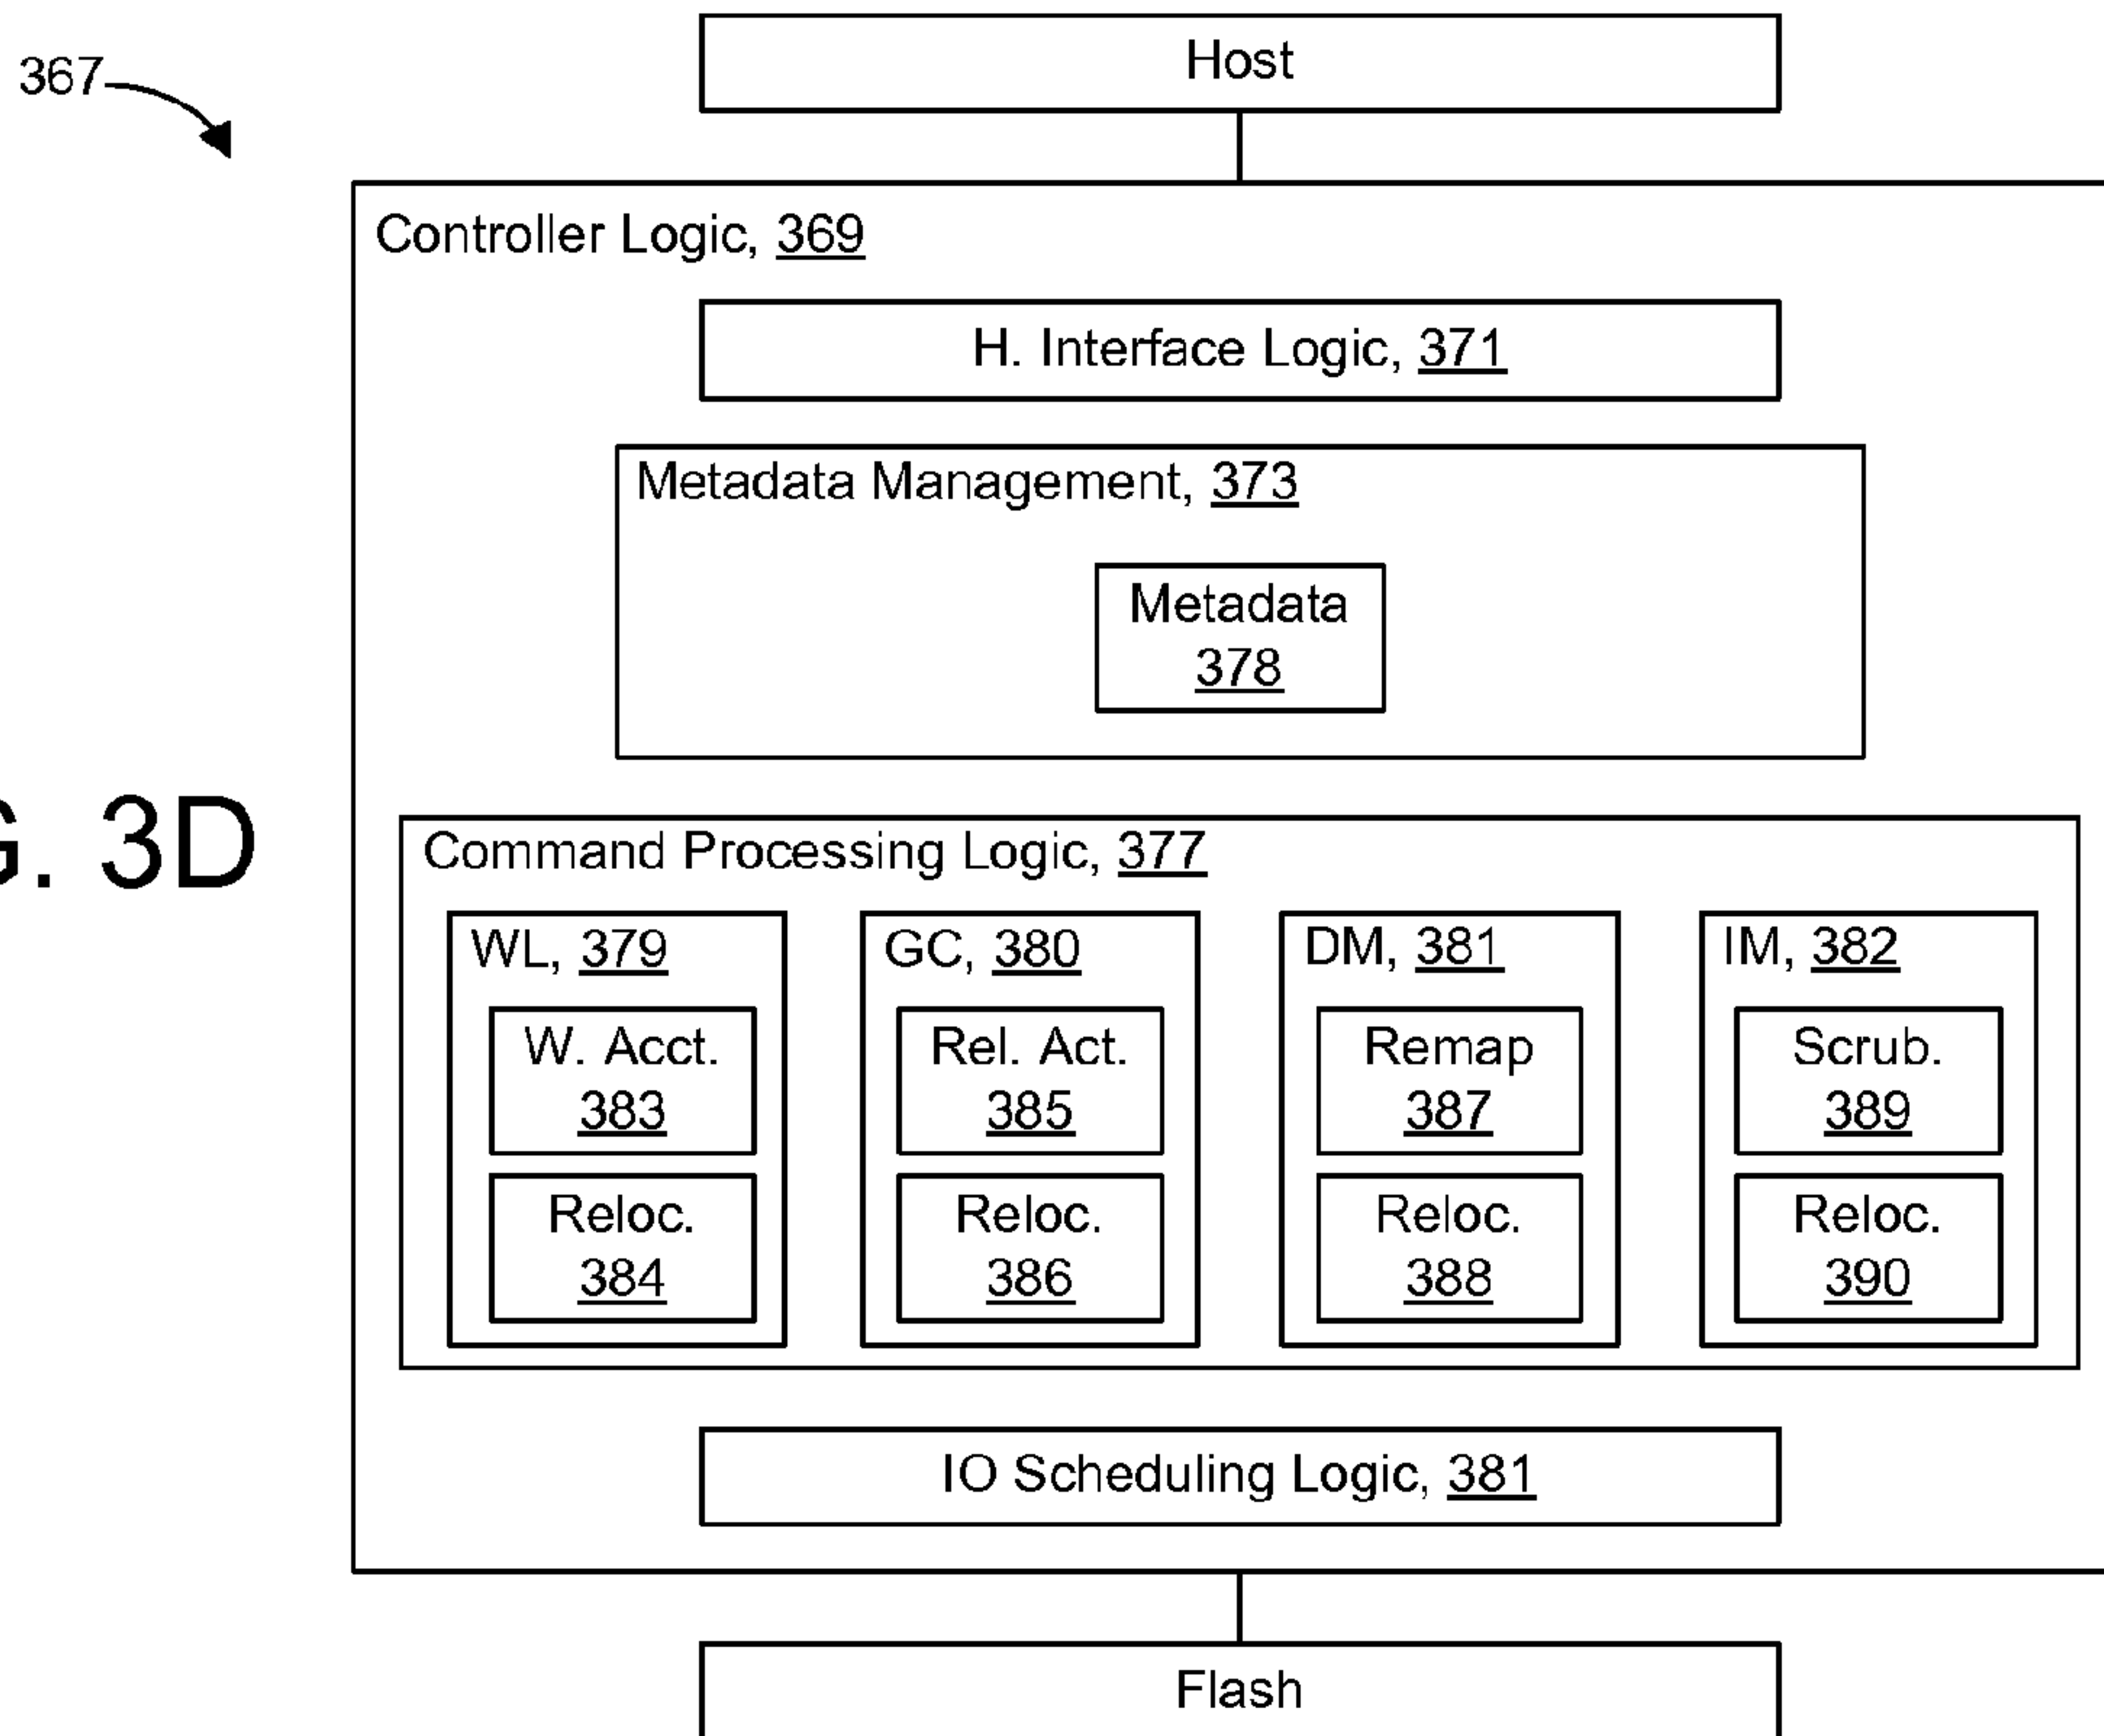 Host
367
Controller Logic, 369
H. Interface Logic, 371
Metadata Management, 373
Metadata
378
G. 3D
Command Processing Logic, 377
WL, 379
W. Acct.
383
Reloc.
384
GC, 380
Rel. Act.
385
Reloc.
386
DM, 381
Remap
387
Reloc.
388
IM, 382
Scrub.
389
Reloc.
390
IO Scheduling Logic, 381
Flash